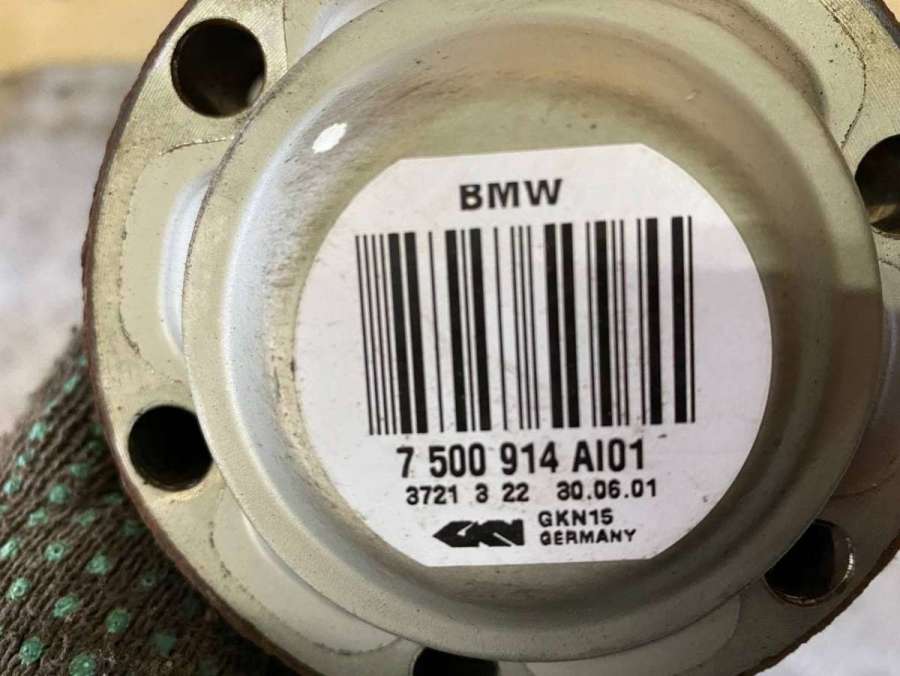 BMW
7 500 914 AI01
3721 3 22 30.06.01
GKN GKN15
GERMANY